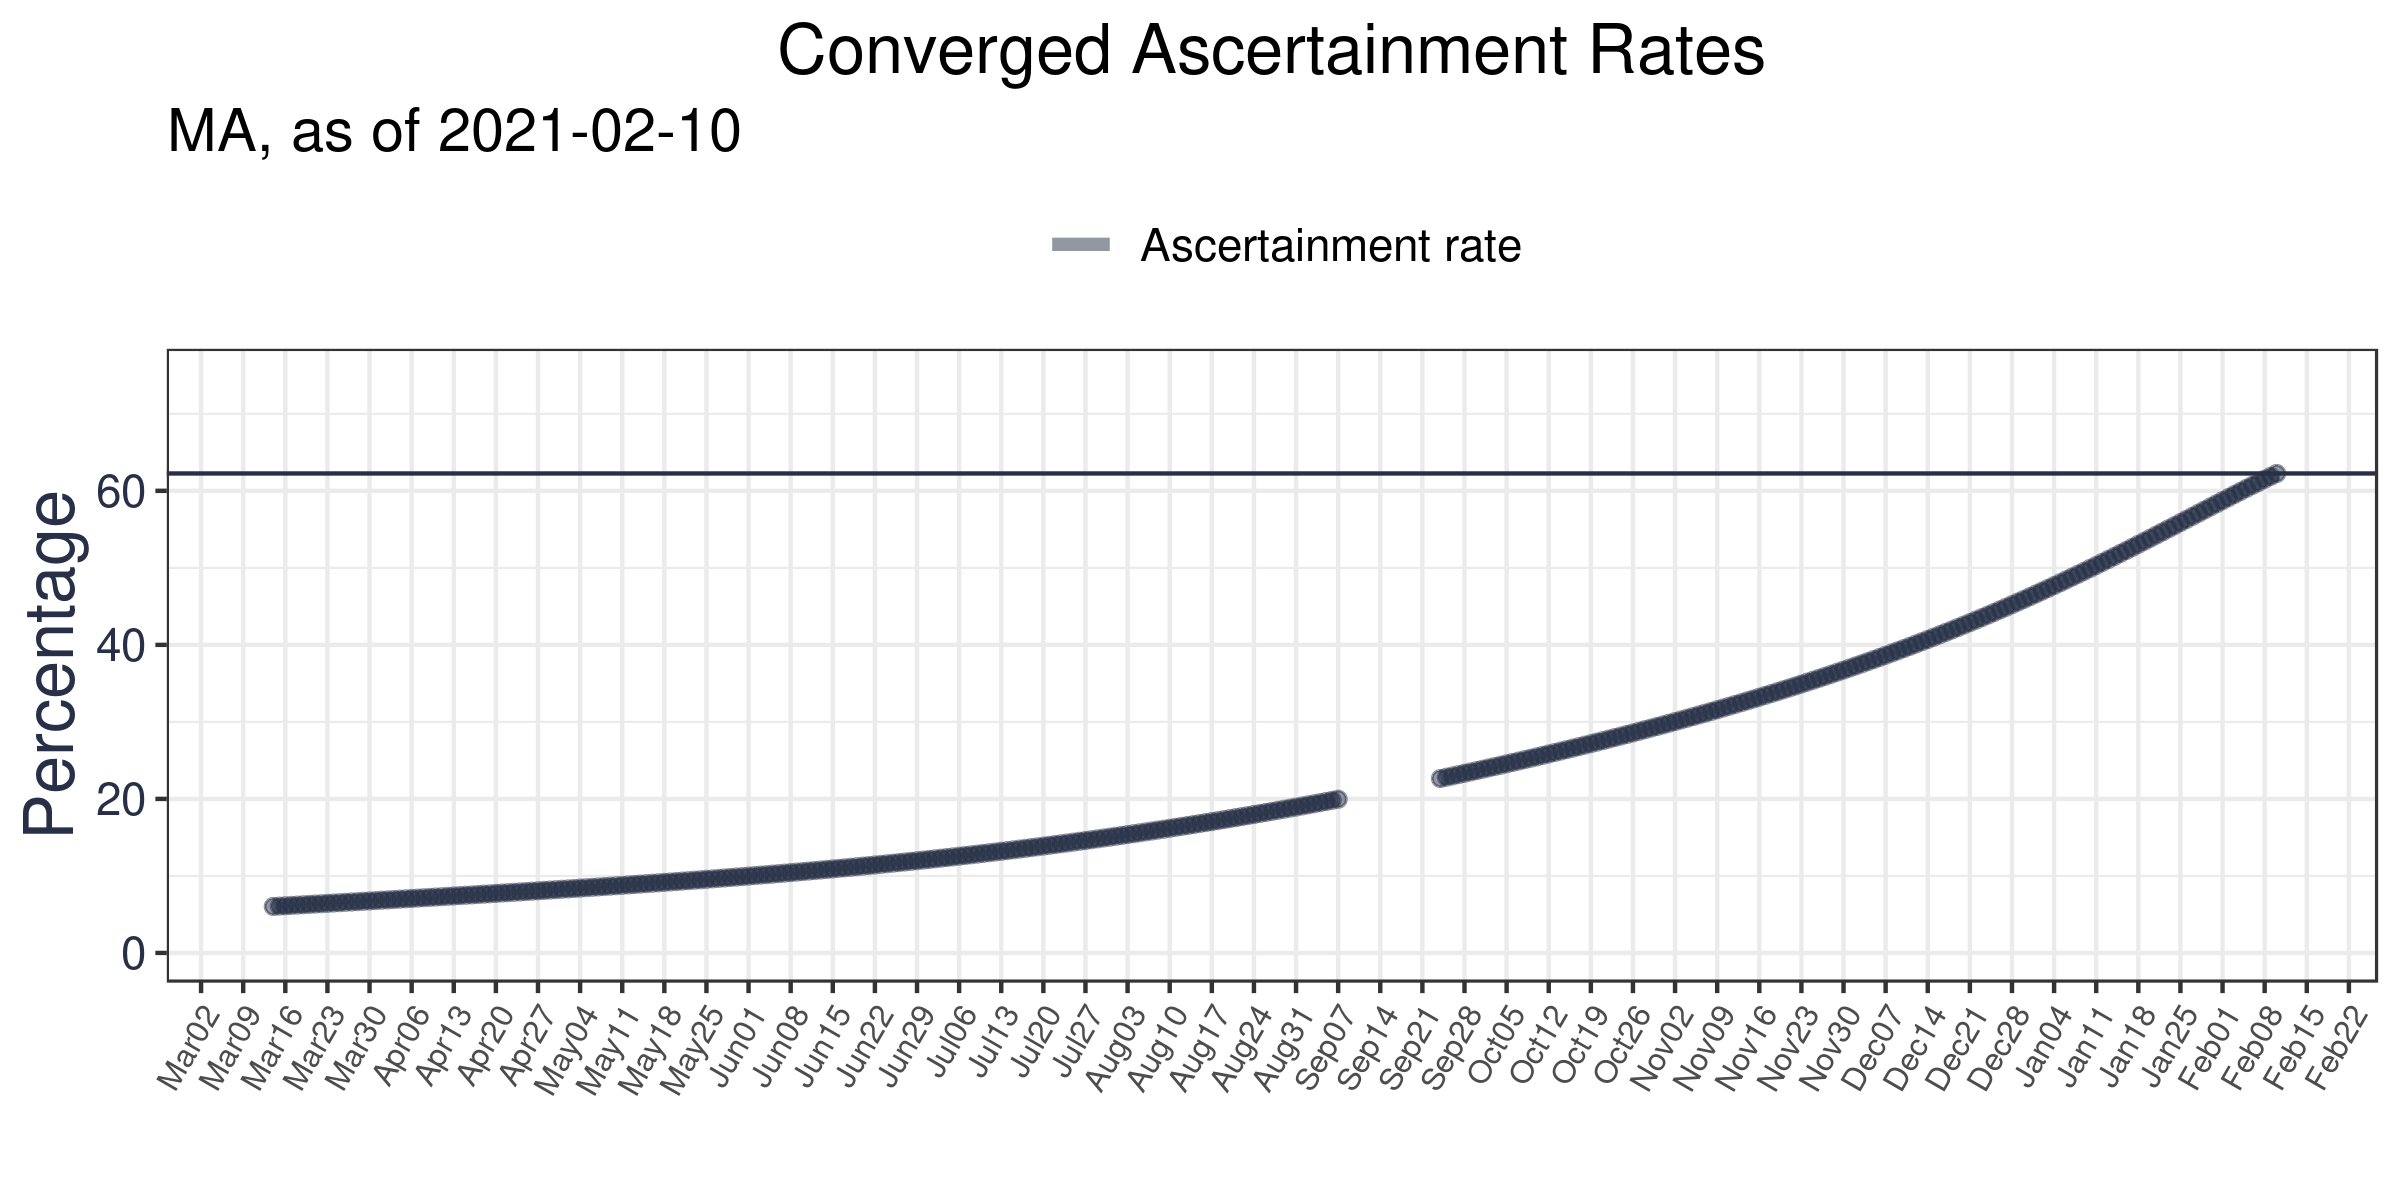 Converged Ascertainment Rates
MA, as of 2021-02-10
Ascertainment rate
Percentage
60
40
20
0
Mar02 Mar09 Mar16 Mar23 Mar30 Apr06 Apr13 Apr20 Apr27 May04 May11 May18 May25 Jun01 Jun08 Jun15 Jun22 Jun29 Jul06 Jul13 Jul20 Jul27 Aug03 Aug10 Aug17 Aug24 Aug31 Sep07 Sep14 Sep21 Sep28 Oct05 Oct12 Oct19 Oct26 Nov02 Nov09 Nov16 Nov23 Nov30 Dec07 Dec14 Dec21 Dec28 Jan04 Jan11 Jan18 Jan25 Feb01 Feb08 Feb15 Feb22